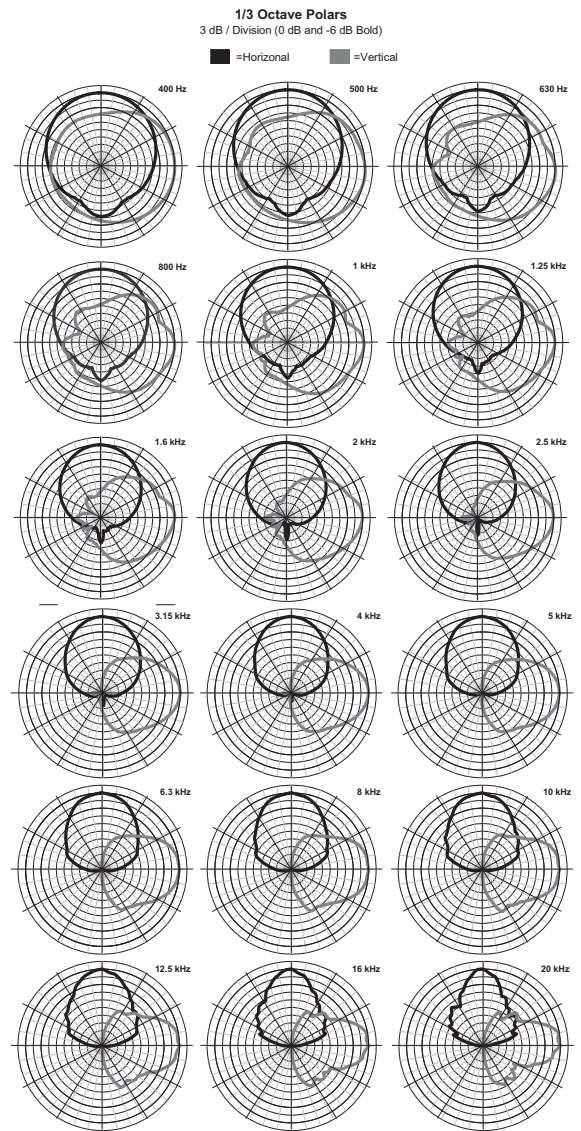 1/3 Octave Polars
3 dB / Division (0 dB and -6 dB Bold)
=Horizonal =Vertical
400 Hz 500 Hz 630 Hz
800 Hz 1 kHz 1.25 kHz
1.6 kHz 2 kHz 2.5 kHz
3.15 kHz 4 kHz 5 kHz
6.3 kHz 8 kHz 10 kHz
12.5 kHz 16 kHz 20 kHz